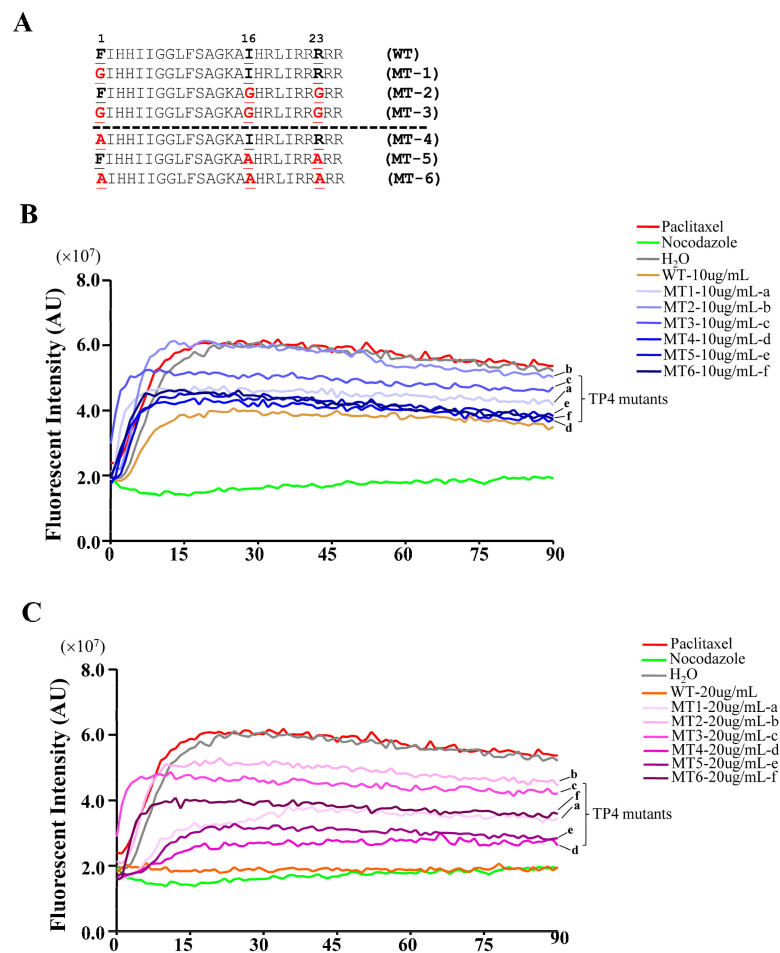 A
1 16 23
FIHHIIGGLFSAGKAIHRLIRRRRR (WT)
GIHHIIGGLFSAGKAIHRLIRRRRR (MT-1)
FIHHIIGGLFSAGKAGHRLIRRGRR (MT-2)
GIHHIIGGLFSAGKAGHRLIRRGRR (MT-3)
AIHHIIGGLFSAGKAIHRLIRRRRR (MT-4)
FIHHIIGGLFSAGKAAHRLIRRARR (MT-5)
AIHHIIGGLFSAGKAAHRLIRRARR (MT-6)
B
(×10⁷)
Fluorescent Intensity (AU)
8.0
6.0
4.0
2.0
0.0
0 15 30 45 60 75 90
Paclitaxel
Nocodazole
H₂O
WT-10ug/mL
MT1-10ug/mL-a
MT2-10ug/mL-b
MT3-10ug/mL-c
MT4-10ug/mL-d
MT5-10ug/mL-e
MT6-10ug/mL-f
b
c
a
e
f
d
TP4 mutants
C
(×10⁷)
Fluorescent Intensity (AU)
8.0
6.0
4.0
2.0
0.0
0 15 30 45 60 75 90
Paclitaxel
Nocodazole
H₂O
WT-20ug/mL
MT1-20ug/mL-a
MT2-20ug/mL-b
MT3-20ug/mL-c
MT4-20ug/mL-d
MT5-20ug/mL-e
MT6-20ug/mL-f
b
c
f
a
e
d
TP4 mutants